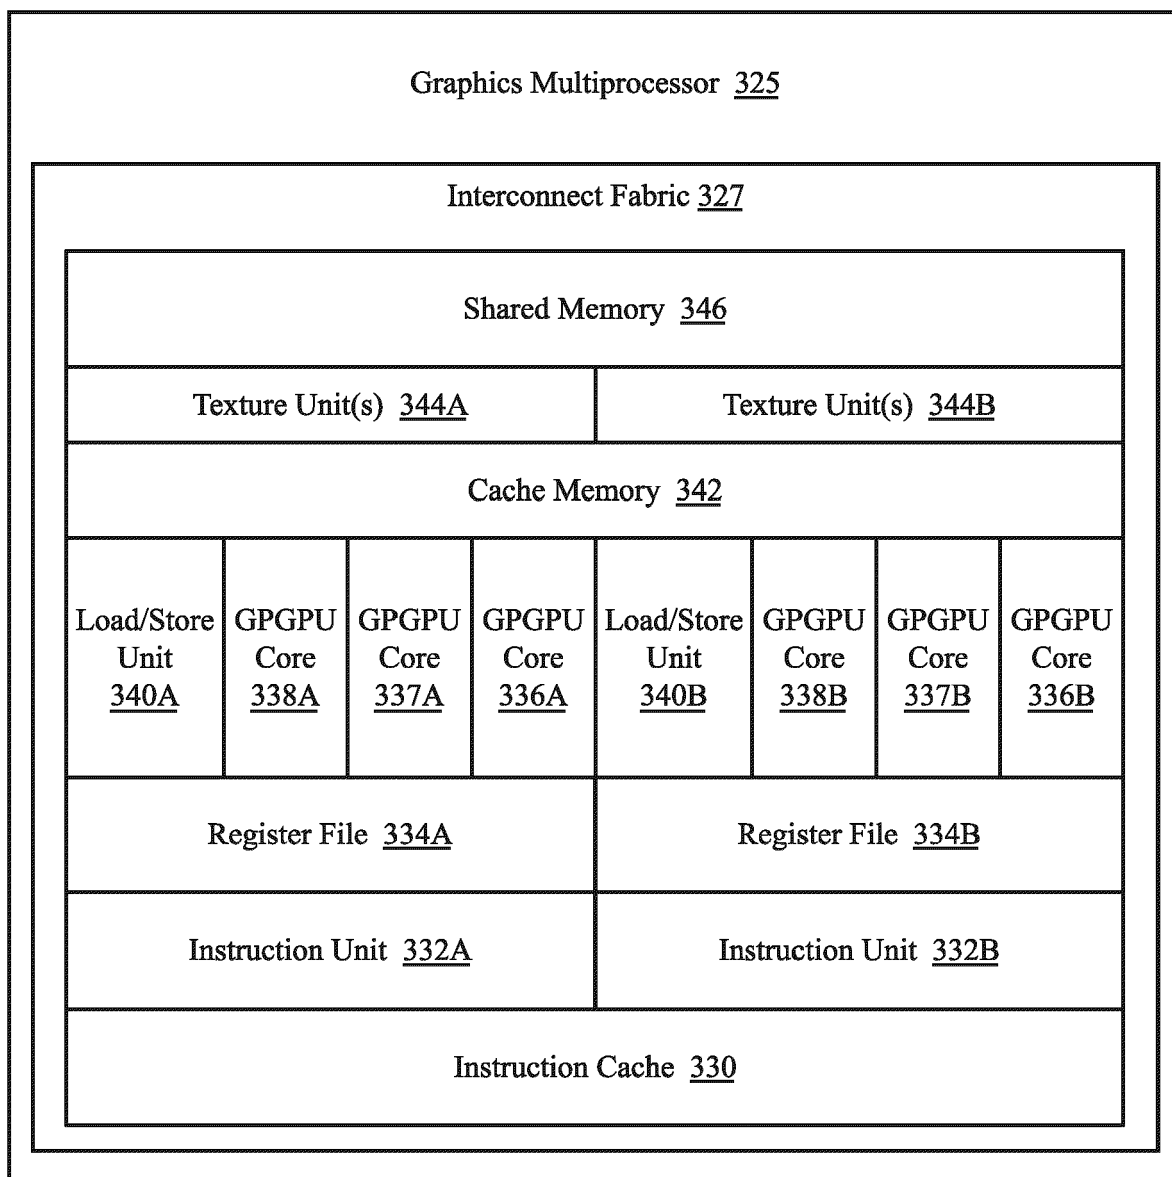 Graphics Multiprocessor 325
Interconnect Fabric 327
Shared Memory 346
Texture Unit(s) 344A
Texture Unit(s) 344B
Cache Memory 342
Load/Store
Unit
340A
GPGPU
Core
338A
GPGPU
Core
337A
GPGPU
Core
336A
Load/Store
Unit
340B
GPGPU
Core
338B
GPGPU
Core
337B
GPGPU
Core
336B
Register File 334A
Register File 334B
Instruction Unit 332A
Instruction Unit 332B
Instruction Cache 330